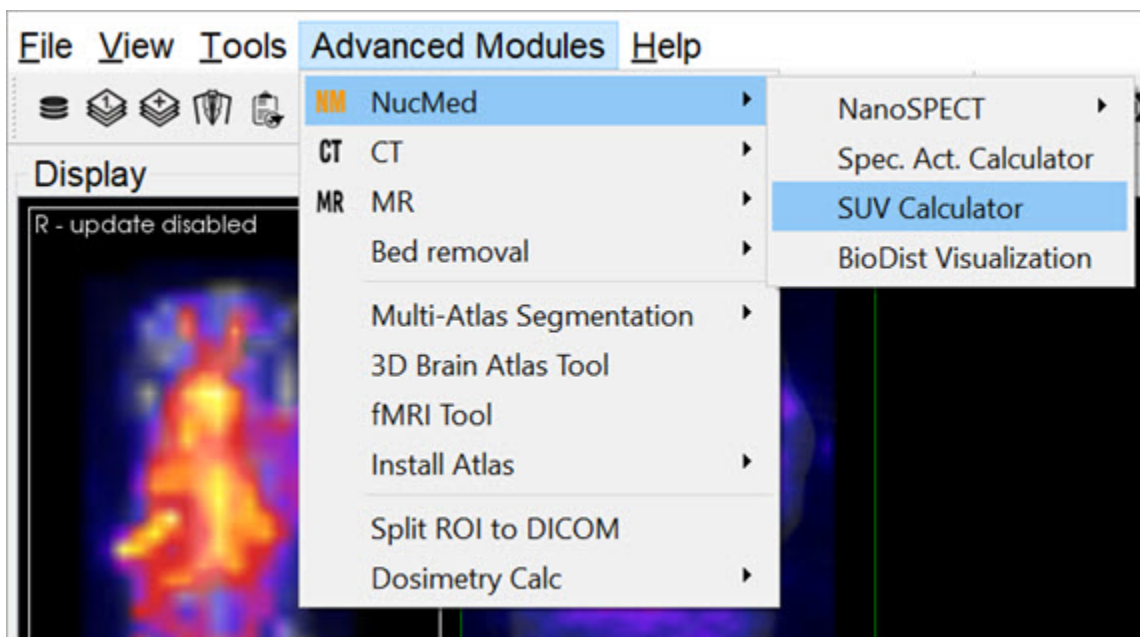 File View Tools Advanced Modules Help
1 +
Display
R - update disabled
NM NucMed
CT CT
MR MR
Bed removal
Multi-Atlas Segmentation
3D Brain Atlas Tool
fMRI Tool
Install Atlas
Split ROI to DICOM
Dosimetry Calc
NanoSPECT
Spec. Act. Calculator
SUV Calculator
BioDist Visualization